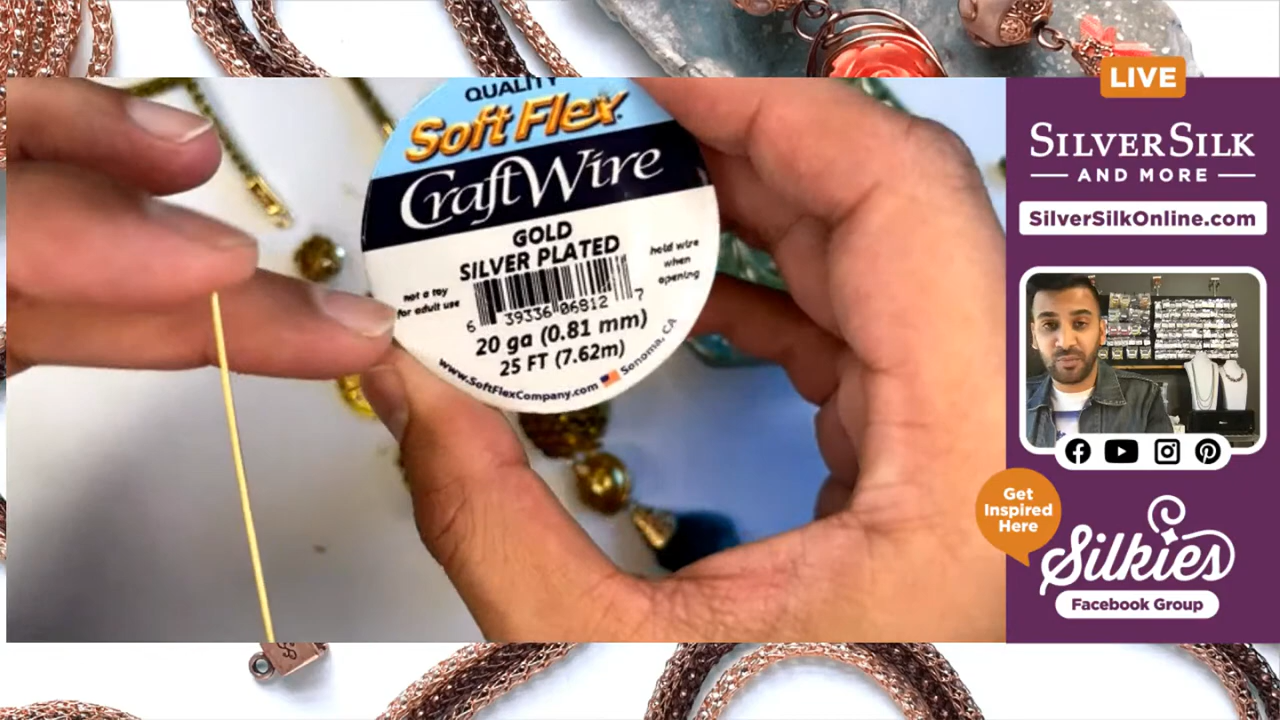 QUALITY
Soft Flex
CraftWire
GOLD
SILVER PLATED
not a toy
for adult use
hold wire
when
opening
6 39336 06812 7
20 ga (0.81 mm)
25 FT (7.62m)
www.SoftFlexCompany.com Sonoma, CA
LIVE
SILVERSILK
AND MORE
SilverSilkOnline.com
Get
Inspired
Here
Silkies
Facebook Group